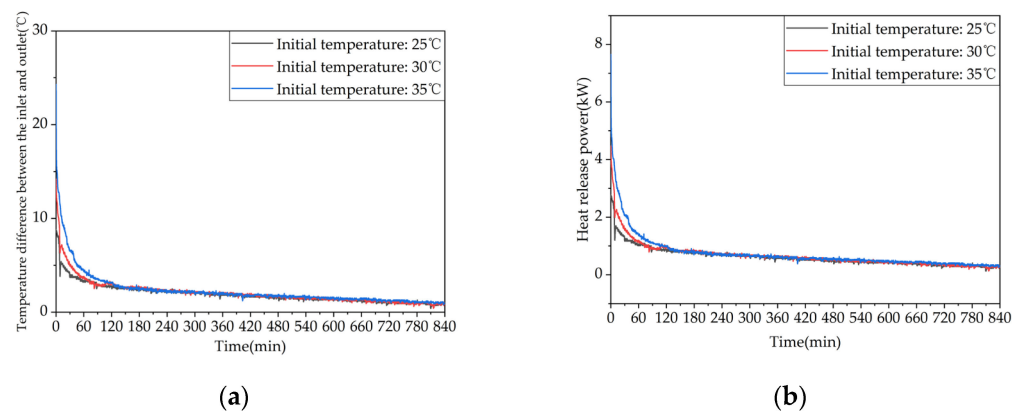 30
20
10
0
Temperature difference between the inlet and outlet(℃)
Initial temperature: 25℃
Initial temperature: 30℃
Initial temperature: 35℃
0 60 120 180 240 300 360 420 480 540 600 660 720 780 840
Time(min)
(a)
8
6
4
2
0
Heat release power(kW)
Initial temperature: 25℃
Initial temperature: 30℃
Initial temperature: 35℃
0 60 120 180 240 300 360 420 480 540 600 660 720 780 840
Time(min)
(b)